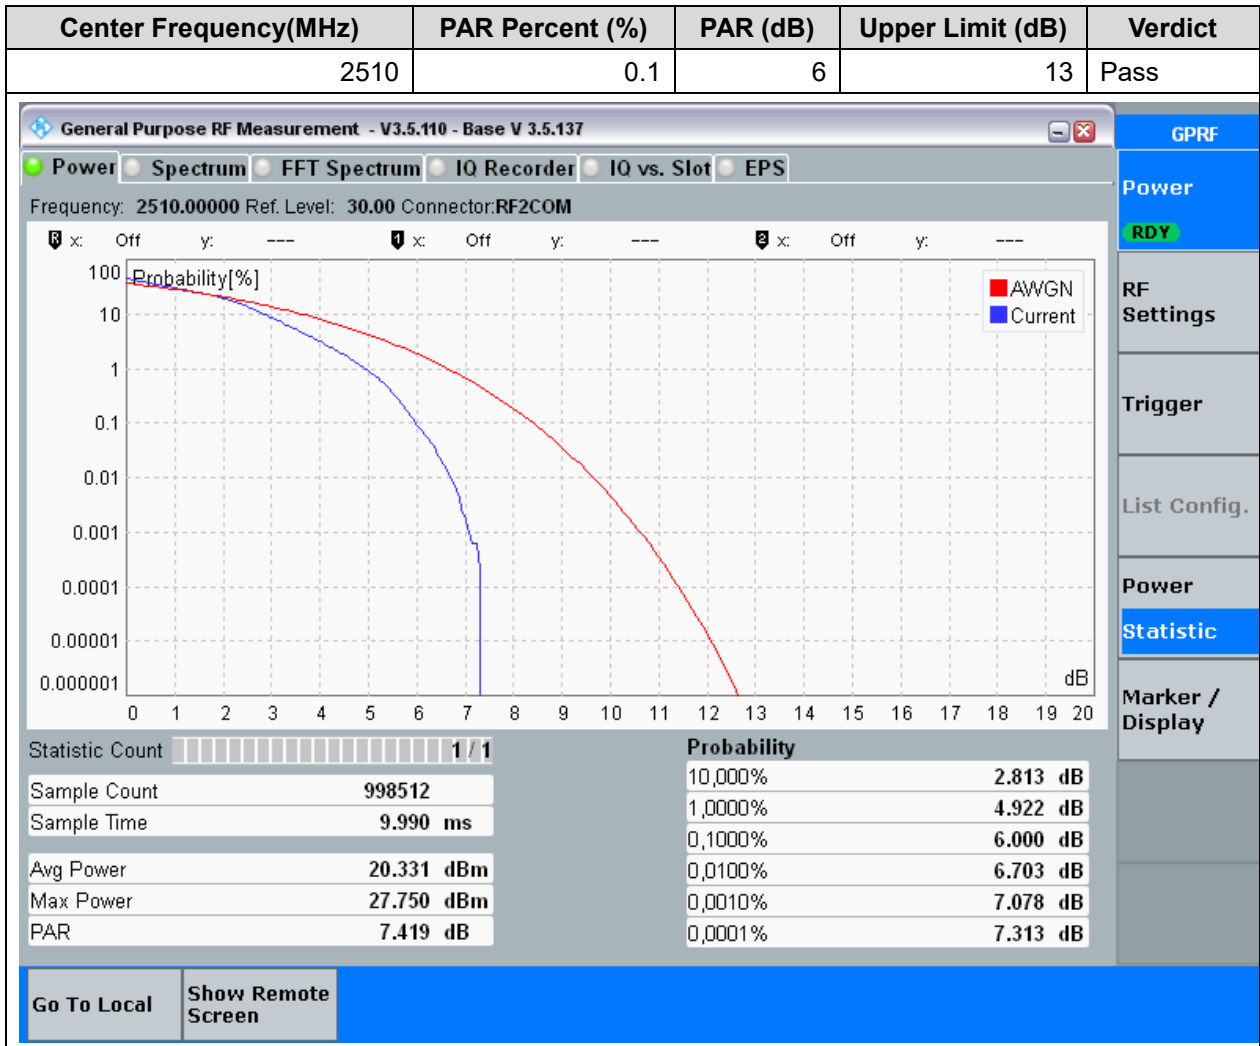 Center Frequency(MHz) PAR Percent (%) PAR (dB) Upper Limit (dB) Verdict
2510 0.1 6 13 Pass
General Purpose RF Measurement - V3.5.110 - Base V 3.5.137
GPRF
Power Spectrum FFT Spectrum IQ Recorder IQ vs. Slot EPS
Power
RDY
Frequency: 2510.00000 Ref. Level: 30.00 Connector:RF2COM
R x: Off y: --- 1 x: Off y: --- 2 x: Off y: ---
Probability[%]
AWGN
Current
100
10
1
0.1
0.01
0.001
0.0001
0.00001
0.000001
dB
0 1 2 3 4 5 6 7 8 9 10 11 12 13 14 15 16 17 18 19 20
RF
Settings
Trigger
List Config.
Power
Statistic
Marker /
Display
Statistic Count 1 / 1
Sample Count 998512
Sample Time 9.990 ms
Avg Power 20.331 dBm
Max Power 27.750 dBm
PAR 7.419 dB
Probability
10,000% 2.813 dB
1,0000% 4.922 dB
0,1000% 6.000 dB
0,0100% 6.703 dB
0,0010% 7.078 dB
0,0001% 7.313 dB
Go To Local
Show Remote
Screen